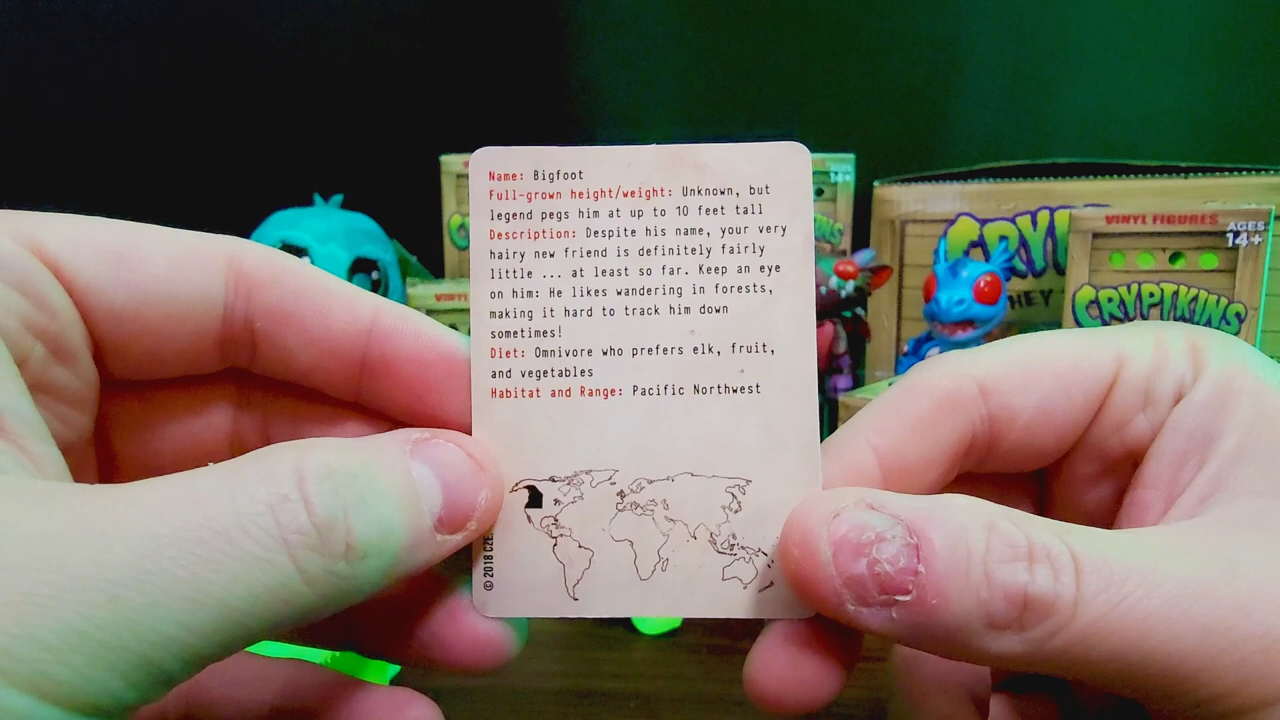 Name: Bigfoot
Full-grown height/weight: Unknown, but
legend pegs him at up to 10 feet tall
Description: Despite his name, your very
hairy new friend is definitely fairly
little ... at least so far. Keep an eye
on him: He likes wandering in forests,
making it hard to track him down
sometimes!
Diet: Omnivore who prefers elk, fruit,
and vegetables
Habitat and Range: Pacific Northwest
© 2018
VINYL FIGURES
AGES
14+
CRYPTKINS
HEY
14+